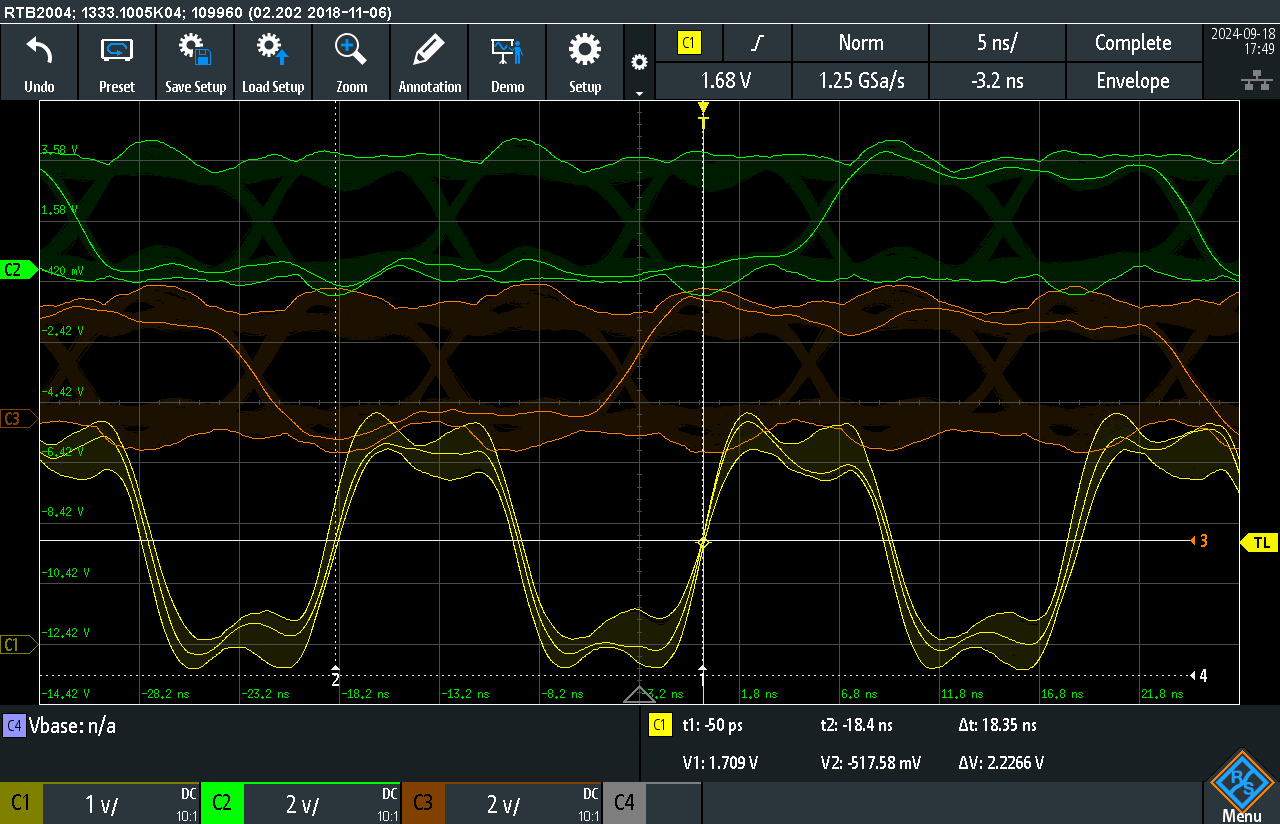 RTB2004; 1333.1005K04; 109960 (02.202 2018-11-06)
Undo Preset Save Setup Load Setup Zoom Annotation Demo Setup
C1 Norm 5 ns/ Complete 2024-09-18
17:49
1.68 V 1.25 GSa/s -3.2 ns Envelope
T
3,58 V
1,58 V
C2
-420 mV
-2,42 V
-4,42 V
C3
-6,42 V
-8,42 V
3
TL
-10,42 V
-12,42 V
C1
2 1 4
-14,42 V -28,2 ns -23,2 ns -18,2 ns -13,2 ns -8,2 ns -3,2 ns 1,8 ns 6,8 ns 11,8 ns 16,8 ns 21,8 ns
C4 Vbase: n/a
C1 t1: -50 ps t2: -18.4 ns Δt: 18.35 ns
V1: 1.709 V V2: -517.58 mV ΔV: 2.2266 V
C1 1 V/ DC 10:1 C2 2 V/ DC 10:1 C3 2 V/ DC 10:1 C4
R S
Menu